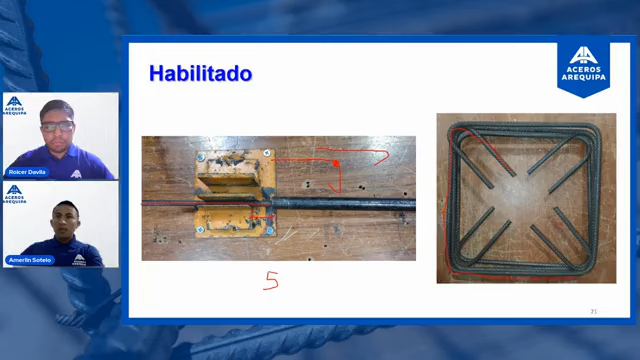 Habilitado
ACEROS
AREQUIPA
ACEROS
AREQUIPA
Roicer Davila
ACEROS
AREQUIPA
Amerlin Sotelo
5
21